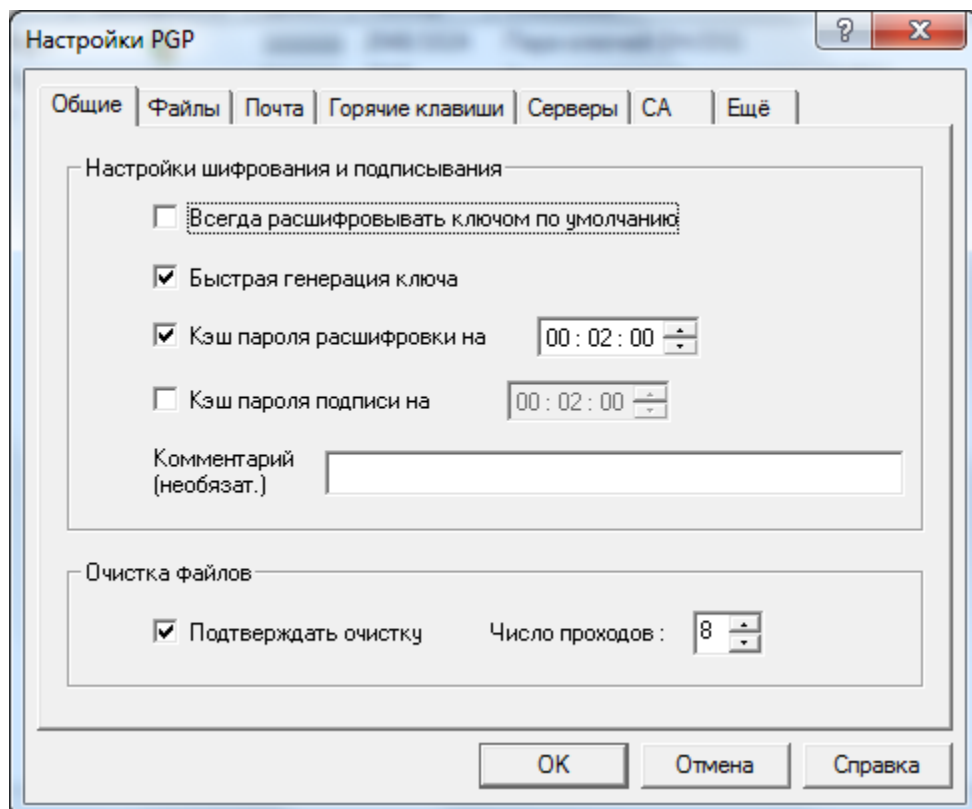 Настройки PGP
Общие Файлы Почта Горячие клавиши Серверы CA Ещё
Настройки шифрования и подписывания
Всегда расшифровывать ключом по умолчанию
Быстрая генерация ключа
Кэш пароля расшифровки на 00 : 02 : 00
Кэш пароля подписи на 00 : 02 : 00
Комментарий
(необязат.)
Очистка файлов
Подтверждать очистку Число проходов : 8
OK Отмена Справка